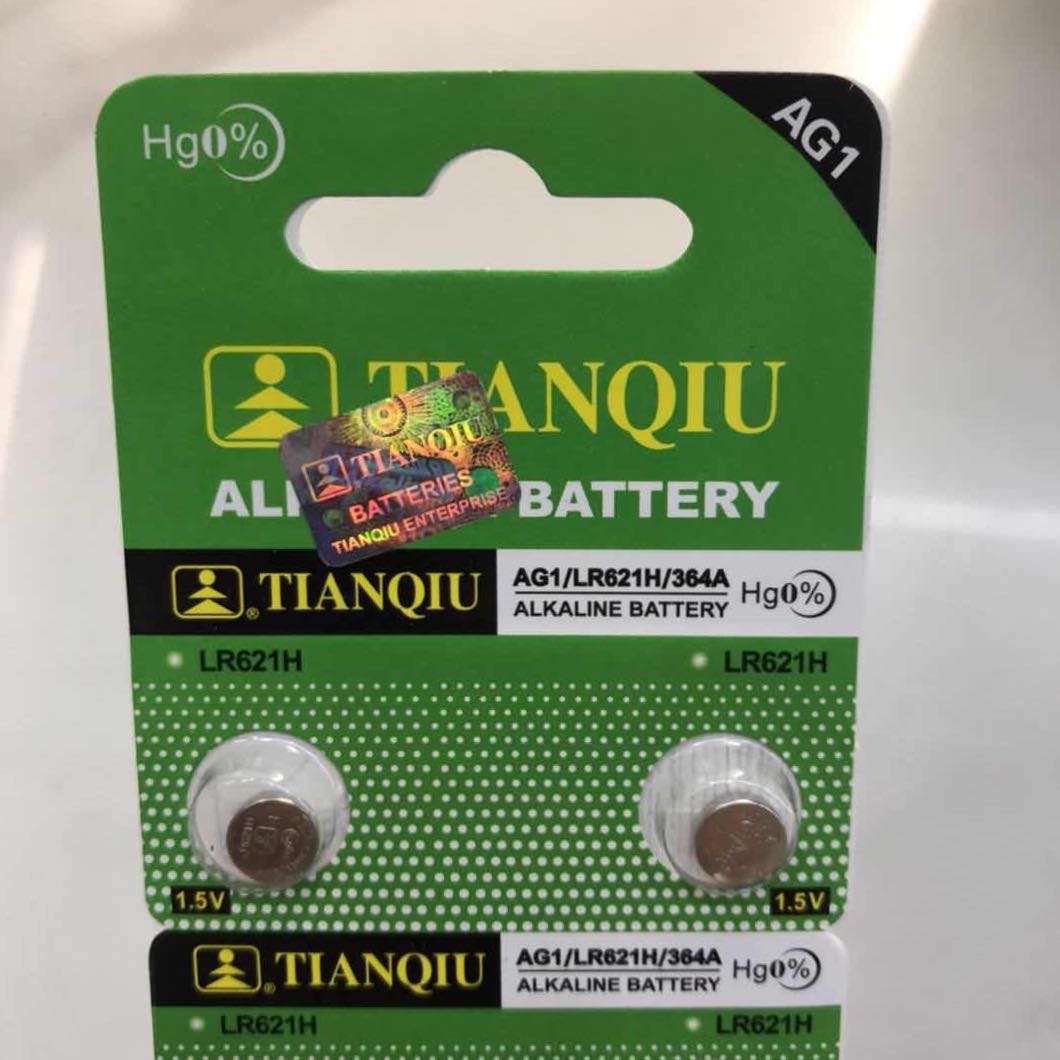 Hg0%
AG1
TIANQIU
BATTERY
TIANQIU
BATTERIES
TIANQIU ENTERPRISE
TIANQIU
AG1/LR621H/364A
ALKALINE BATTERY
Hg0%
®
LR621H
LR621H
1.5V
1.5V
TIANQIU
AG1/LR621H/364A
ALKALINE BATTERY
Hg0%
®
LR621H
LR621H